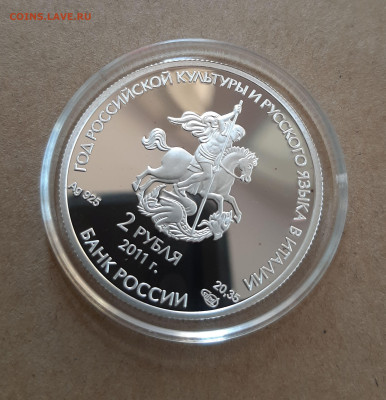 COINS.LAVE.RU
ГОД РОССИЙСКОЙ КУЛЬТУРЫ И РУССКОГО ЯЗЫКА В ИТАЛИИ
Ag 925
2 РУБЛЯ
2011 г.
20,35
БАНК РОССИИ